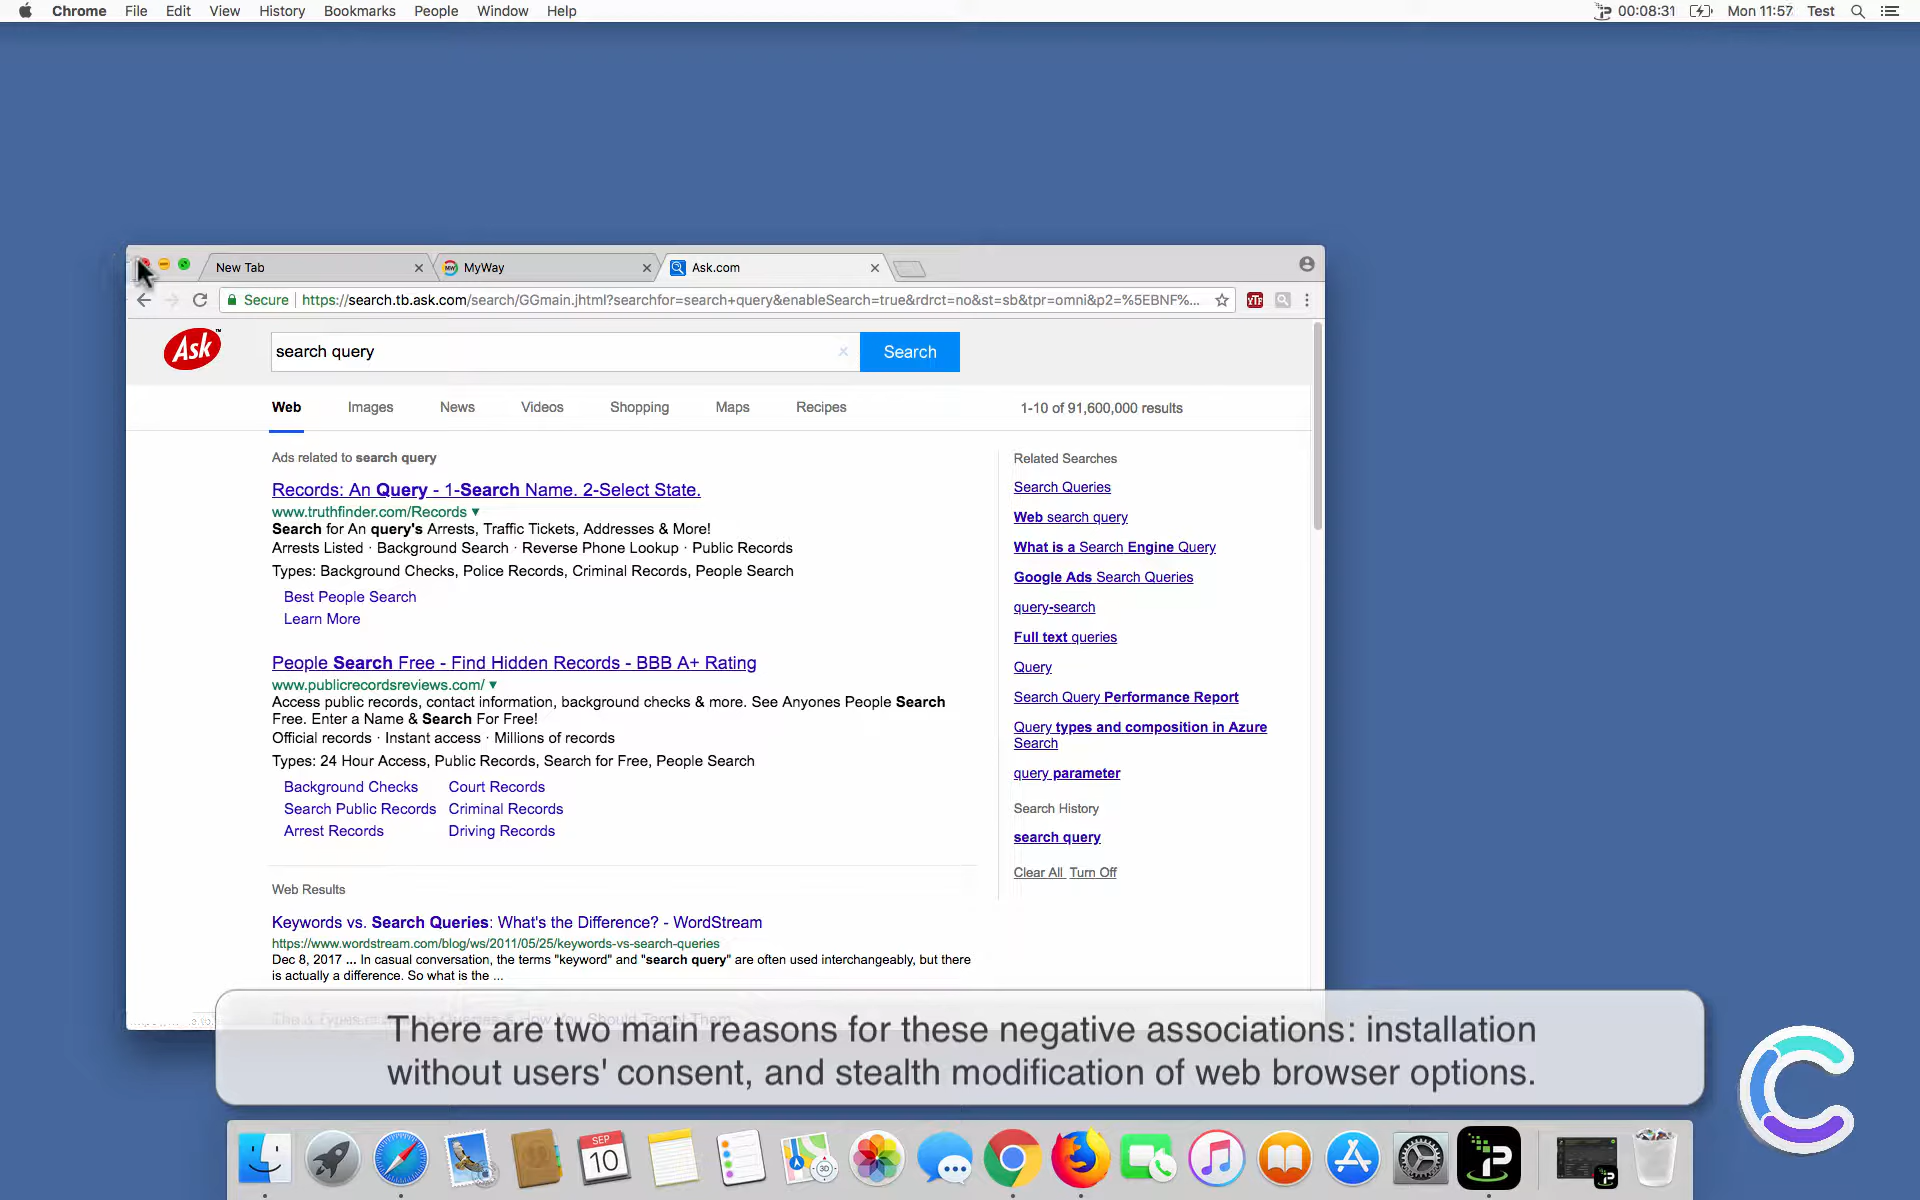 Chrome File Edit View History Bookmarks People Window Help 00:08:31 Mon 11:57 Test
New Tab MyWay Ask.com
Secure https://search.tb.ask.com/search/GGmain.jhtml?searchfor=search+query&enableSearch=true&rdrct=no&st=sb&tpr=omni&p2=%5EBNF%...
YTP
Ask
search query
Search
Web Images News Videos Shopping Maps Recipes
1-10 of 91,600,000 results
Ads related to search query
Records: An Query - 1-Search Name. 2-Select State.
www.truthfinder.com/Records
Search for An query's Arrests, Traffic Tickets, Addresses & More!
Arrests Listed · Background Search · Reverse Phone Lookup · Public Records
Types: Background Checks, Police Records, Criminal Records, People Search
Best People Search
Learn More
People Search Free - Find Hidden Records - BBB A+ Rating
www.publicrecordsreviews.com/
Access public records, contact information, background checks & more. See Anyones People Search
Free. Enter a Name & Search For Free!
Official records · Instant access · Millions of records
Types: 24 Hour Access, Public Records, Search for Free, People Search
Background Checks Court Records
Search Public Records Criminal Records
Arrest Records Driving Records
Web Results
Keywords vs. Search Queries: What's the Difference? - WordStream
https://www.wordstream.com/blog/ws/2011/05/25/keywords-vs-search-queries
Dec 8, 2017 ... In casual conversation, the terms "keyword" and "search query" are often used interchangeably, but there
is actually a difference. So what is the ...
Related Searches
Search Queries
Web search query
What is a Search Engine Query
Google Ads Search Queries
query-search
Full text queries
Query
Search Query Performance Report
Query types and composition in Azure
Search
query parameter
Search History
search query
Clear All Turn Off
There are two main reasons for these negative associations: installation
without users' consent, and stealth modification of web browser options.
SEP
10
3D